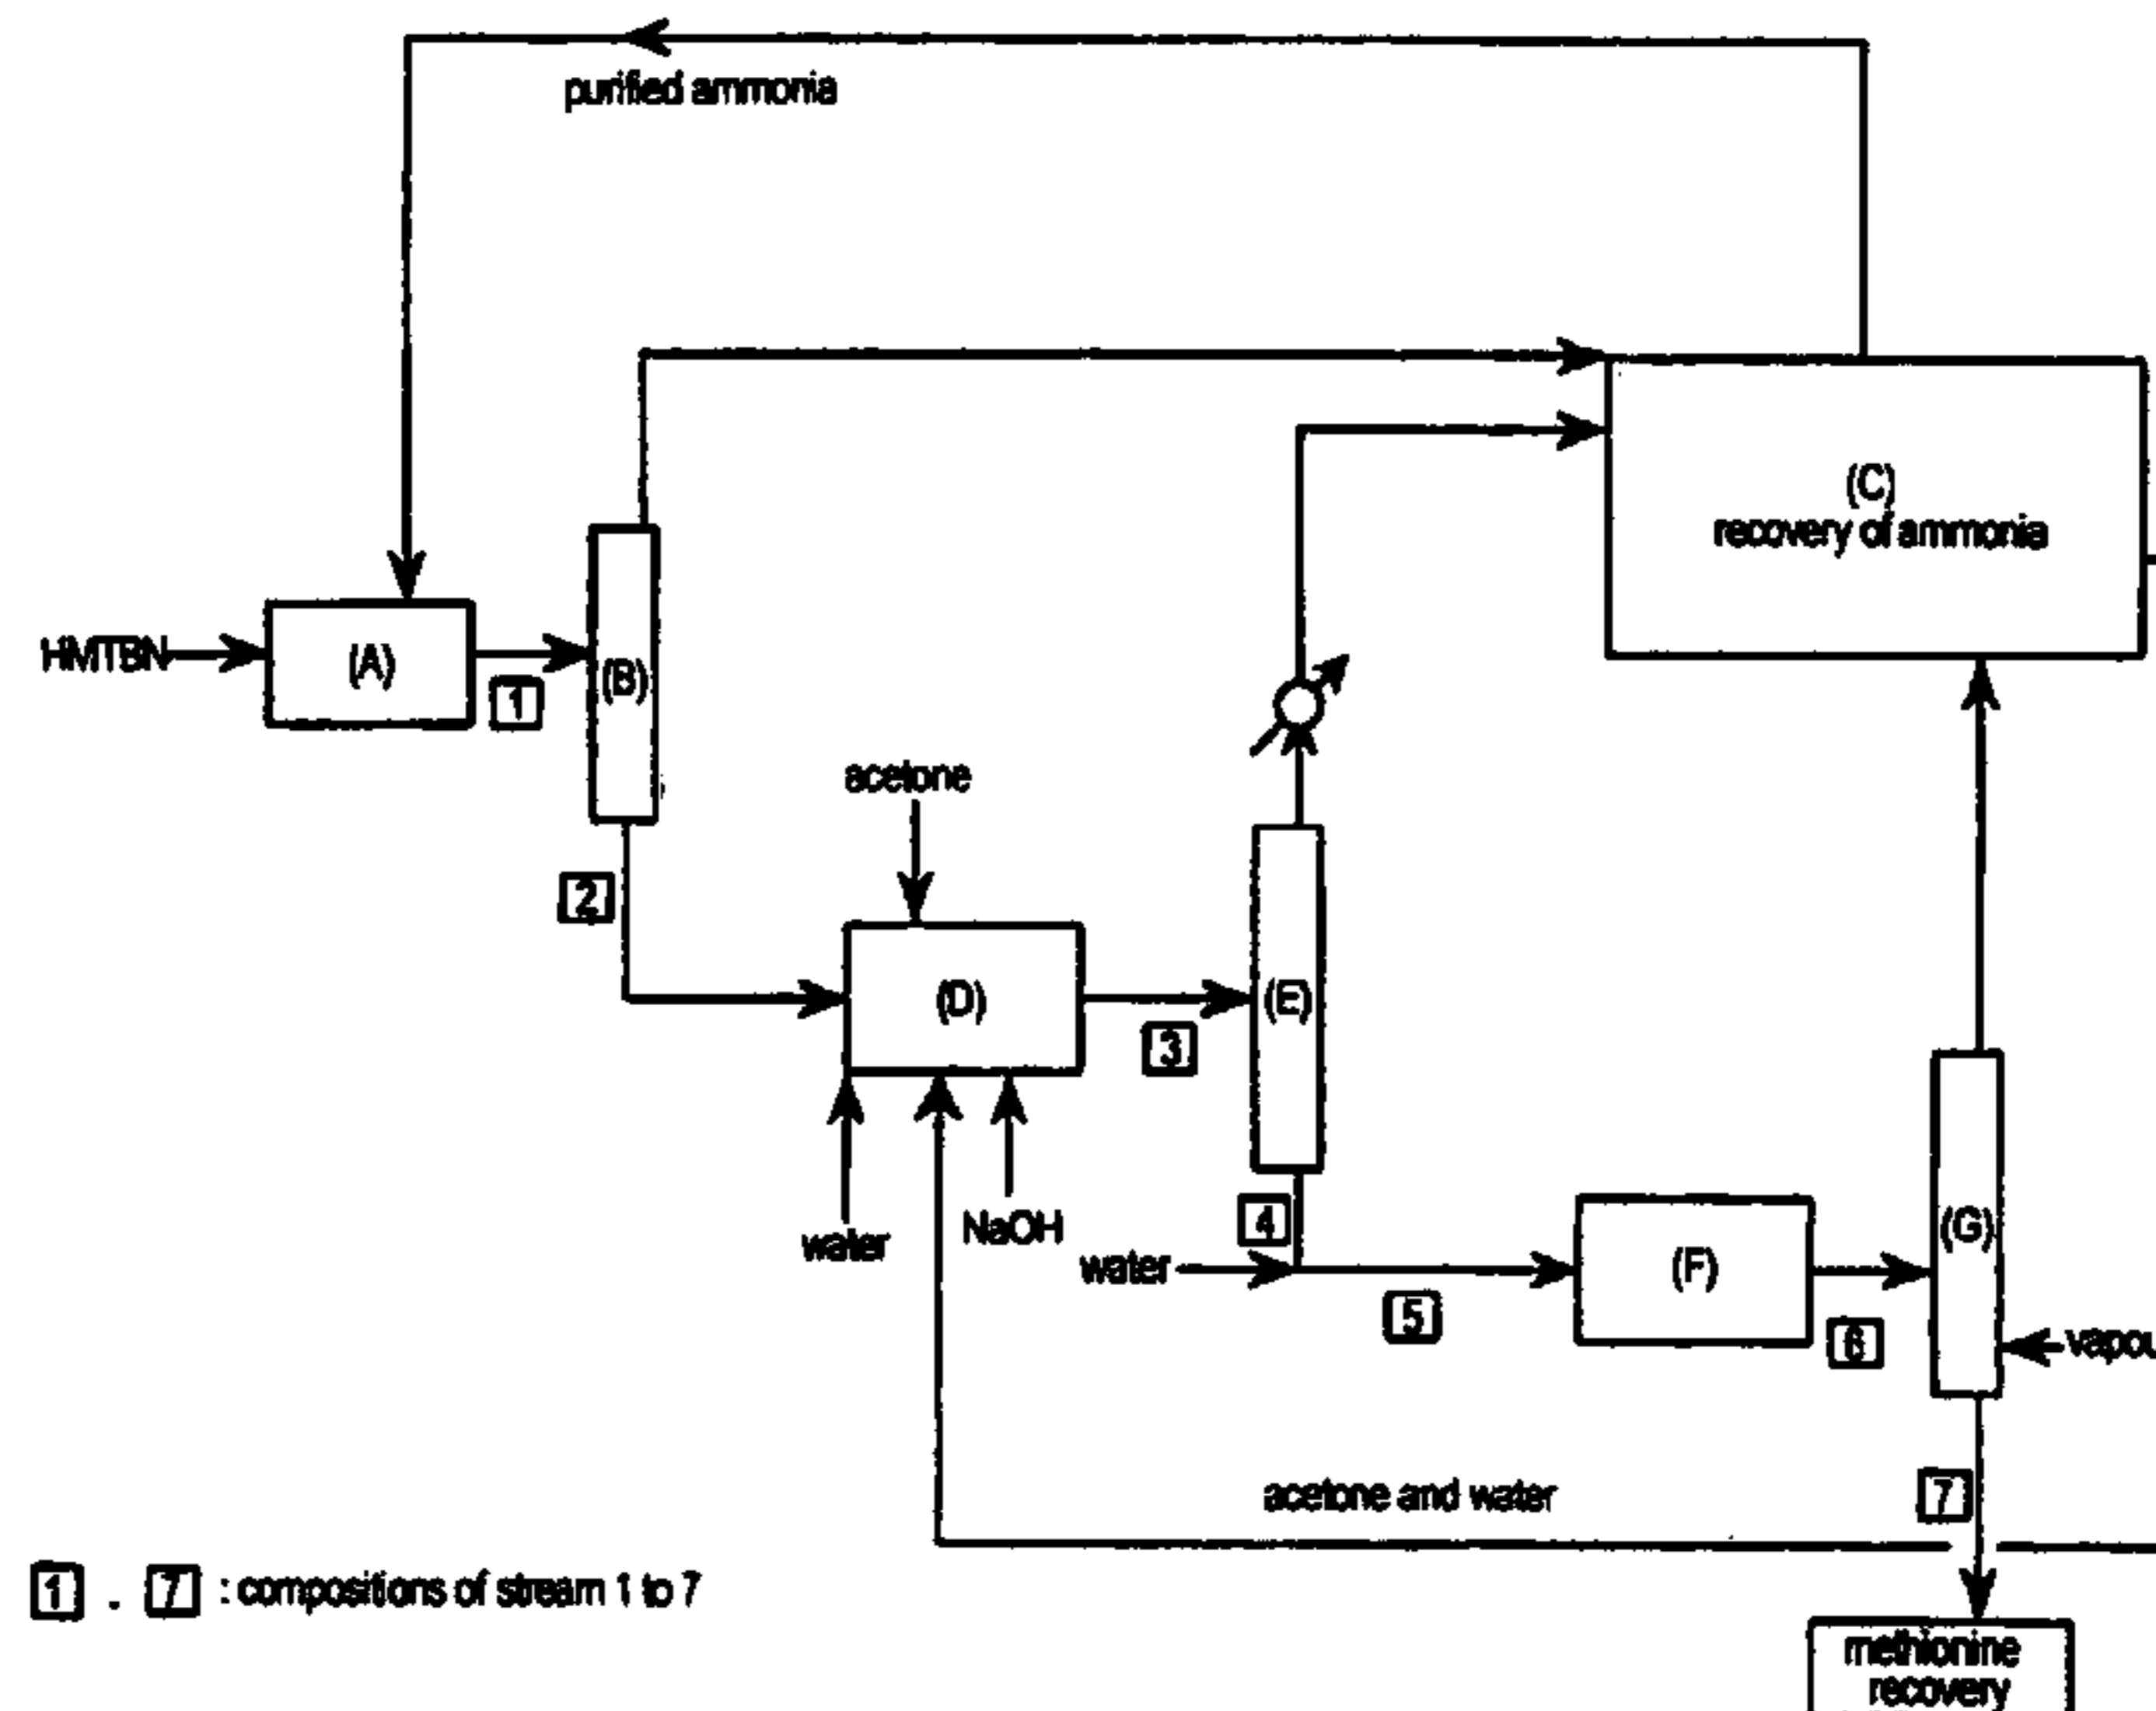 purified ammonia
(C)
recovery of ammonia
HMTBN
(A)
(B)
1
acetone
2
(D)
(E)
3
water
NaOH
4
water
5
(F)
6
(G)
vapou
acetone and water
7
1 . 7 : compositions of stream 1 to 7
methionine
recovery